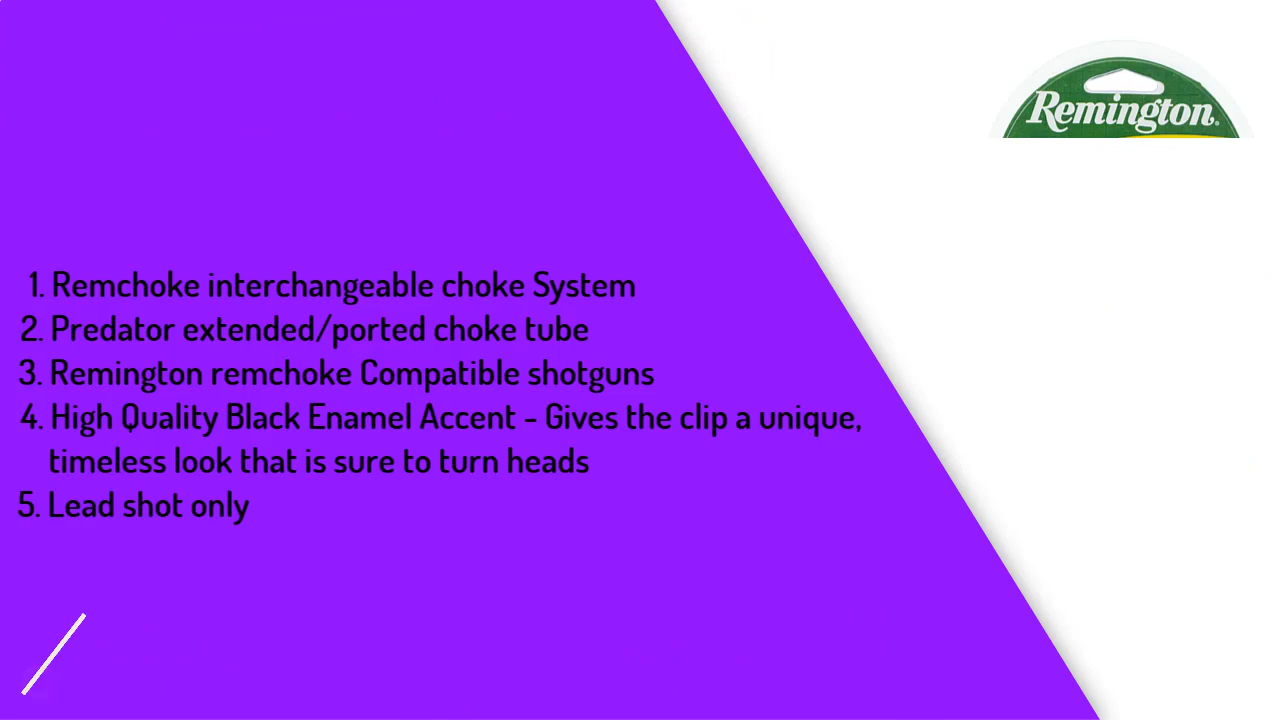 Remington.
1. Remchoke interchangeable choke System
2. Predator extended/ported choke tube
3. Remington remchoke Compatible shotguns
4. High Quality Black Enamel Accent - Gives the clip a unique,
timeless look that is sure to turn heads
5. Lead shot only